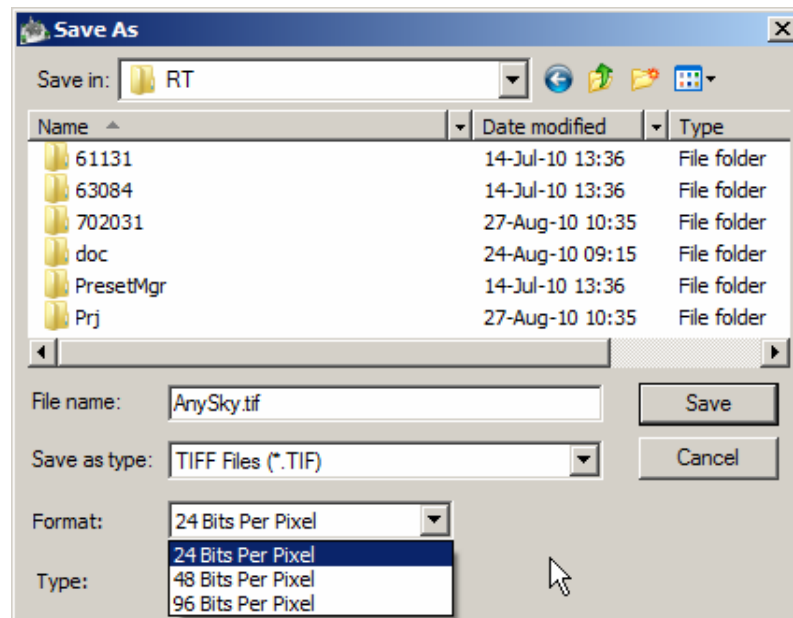 Save As
Save in: RT
Name Date modified Type
61131 14-Jul-10 13:36 File folder
63084 14-Jul-10 13:36 File folder
702031 27-Aug-10 10:35 File folder
doc 24-Aug-10 09:15 File folder
PresetMgr 14-Jul-10 13:36 File folder
Prj 27-Aug-10 10:35 File folder
File name: AnySky.tif Save
Save as type: TIFF Files (*.TIF) Cancel
Format: 24 Bits Per Pixel
24 Bits Per Pixel
Type: 48 Bits Per Pixel
96 Bits Per Pixel